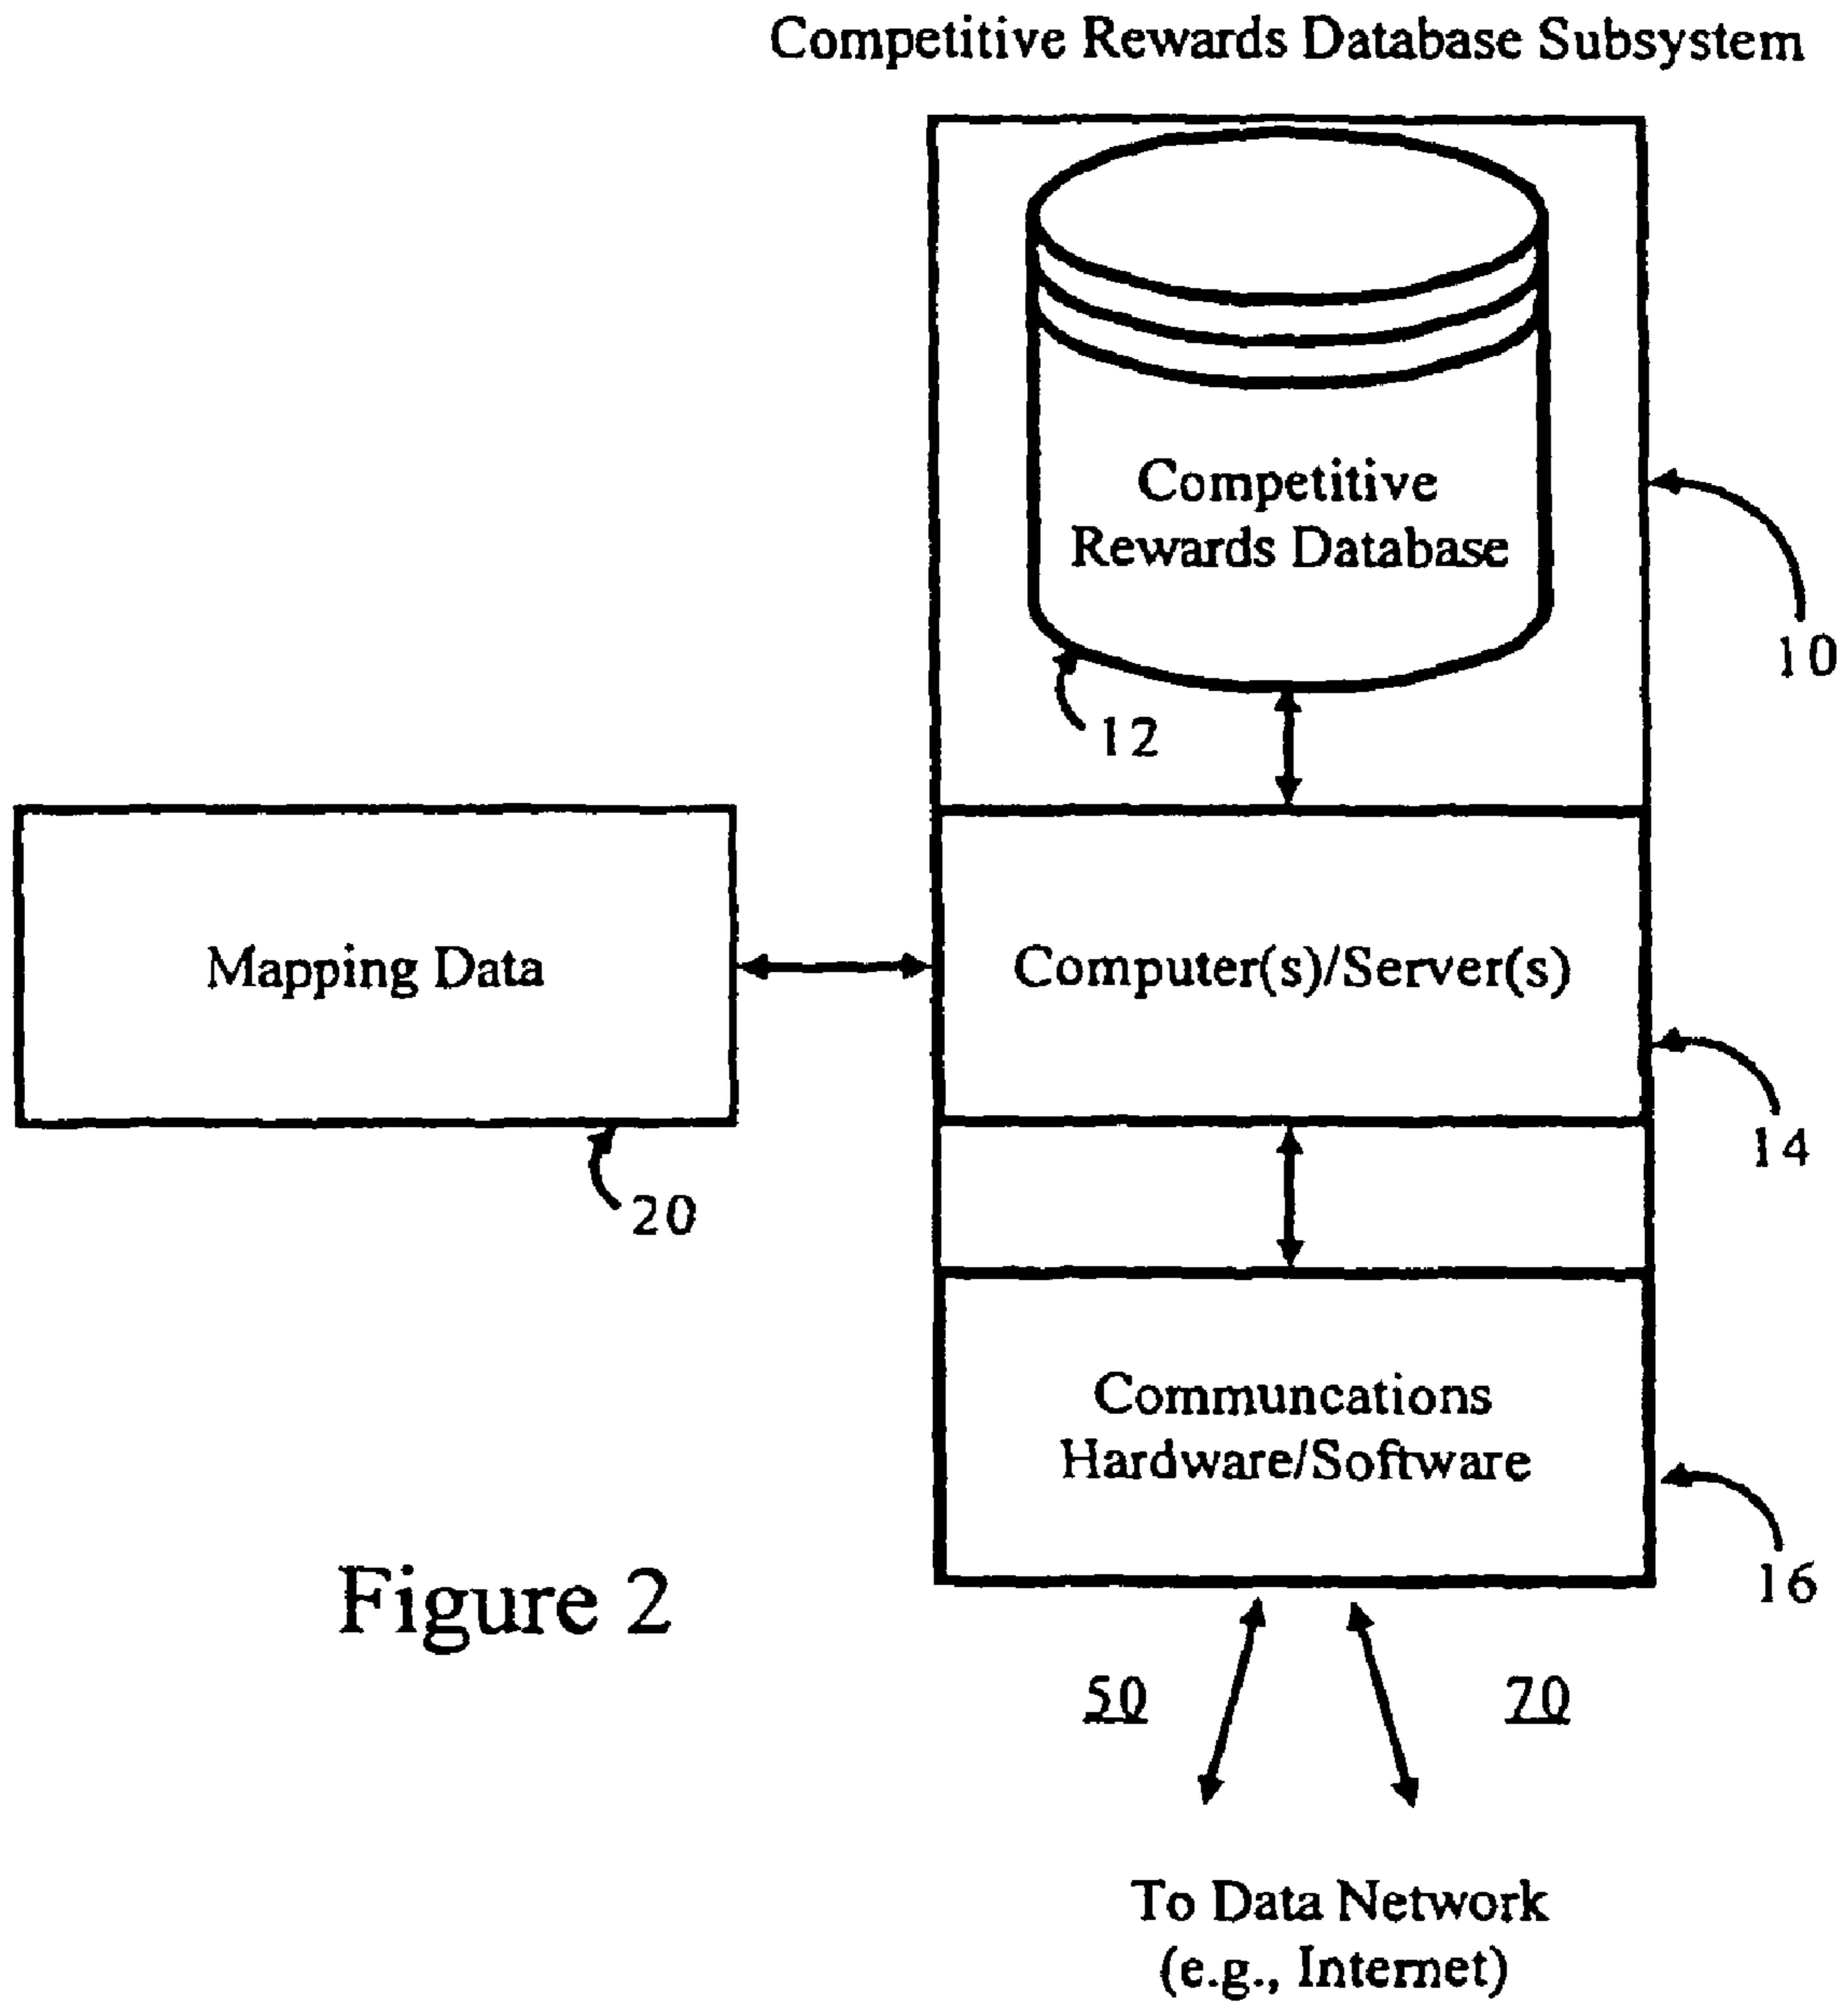 Competitive Rewards Database Subsystem
Competitive
Rewards Database
10
12
Mapping Data
Computer(s)/Server(s)
14
20
Communcations
Hardware/Software
16
Figure 2
50
70
To Data Network
(e.g., Internet)